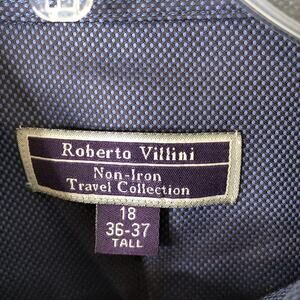 Roberto Villini
Non-Iron
Travel Collection
18
36-37
TALL